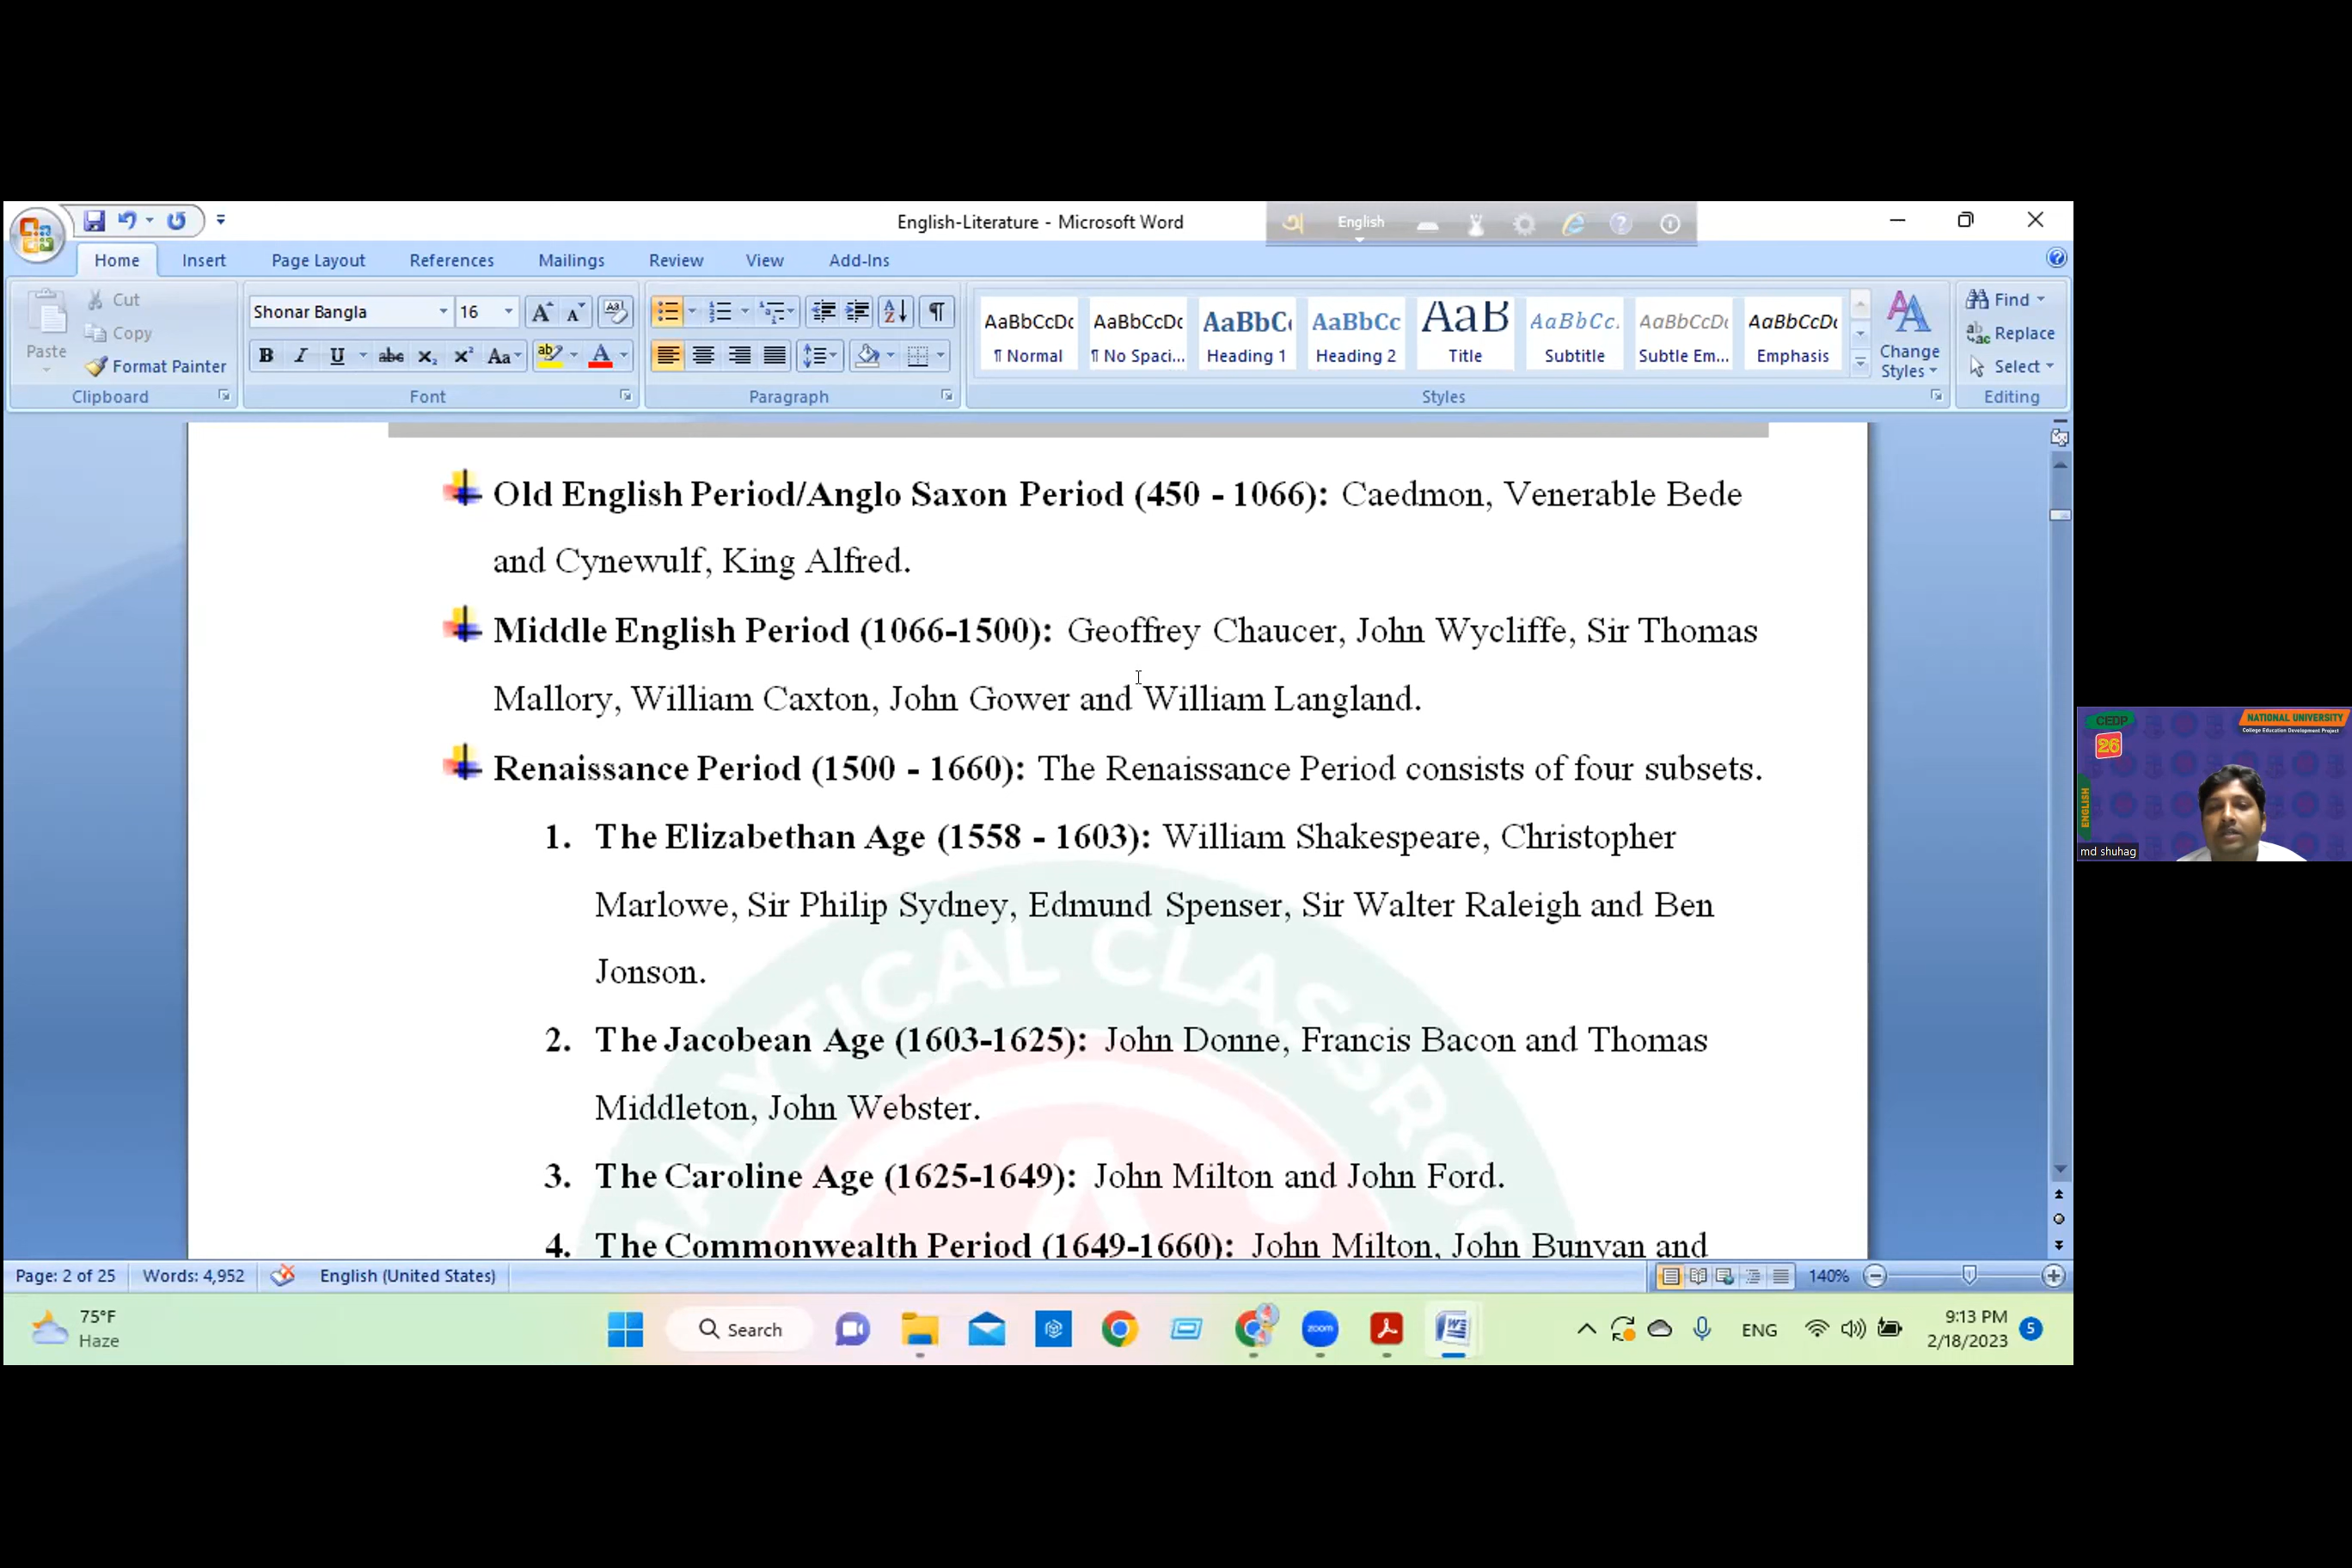 English-Literature - Microsoft Word
English
Home Insert Page Layout References Mailings Review View Add-Ins
Paste
Cut
Copy
Format Painter
Clipboard
Shonar Bangla 16
Font
Paragraph
AaBbCcDc AaBbCcDc AaBbC AaBbCc AaB AaBbCc. AaBbCcDc AaBbCcDc
¶ Normal ¶ No Spaci... Heading 1 Heading 2 Title Subtitle Subtle Em... Emphasis
Change
Styles
Styles
Find
Replace
Select
Editing
Old English Period/Anglo Saxon Period (450 - 1066): Caedmon, Venerable Bede
and Cynewulf, King Alfred.
Middle English Period (1066-1500): Geoffrey Chaucer, John Wycliffe, Sir Thomas
Mallory, William Caxton, John Gower and William Langland.
Renaissance Period (1500 - 1660): The Renaissance Period consists of four subsets.
1. The Elizabethan Age (1558 - 1603): William Shakespeare, Christopher
Marlowe, Sir Philip Sydney, Edmund Spenser, Sir Walter Raleigh and Ben
Jonson.
2. The Jacobean Age (1603-1625): John Donne, Francis Bacon and Thomas
Middleton, John Webster.
3. The Caroline Age (1625-1649): John Milton and John Ford.
4. The Commonwealth Period (1649-1660): John Milton, John Bunyan and
CEDP
26
NATIONAL UNIVERSITY
College Education Development Project
ENGLISH
md shuhag
Page: 2 of 25 Words: 4,952 English (United States) 140%
75°F
Haze
Search
zoom
ENG
9:13 PM
2/18/2023
5